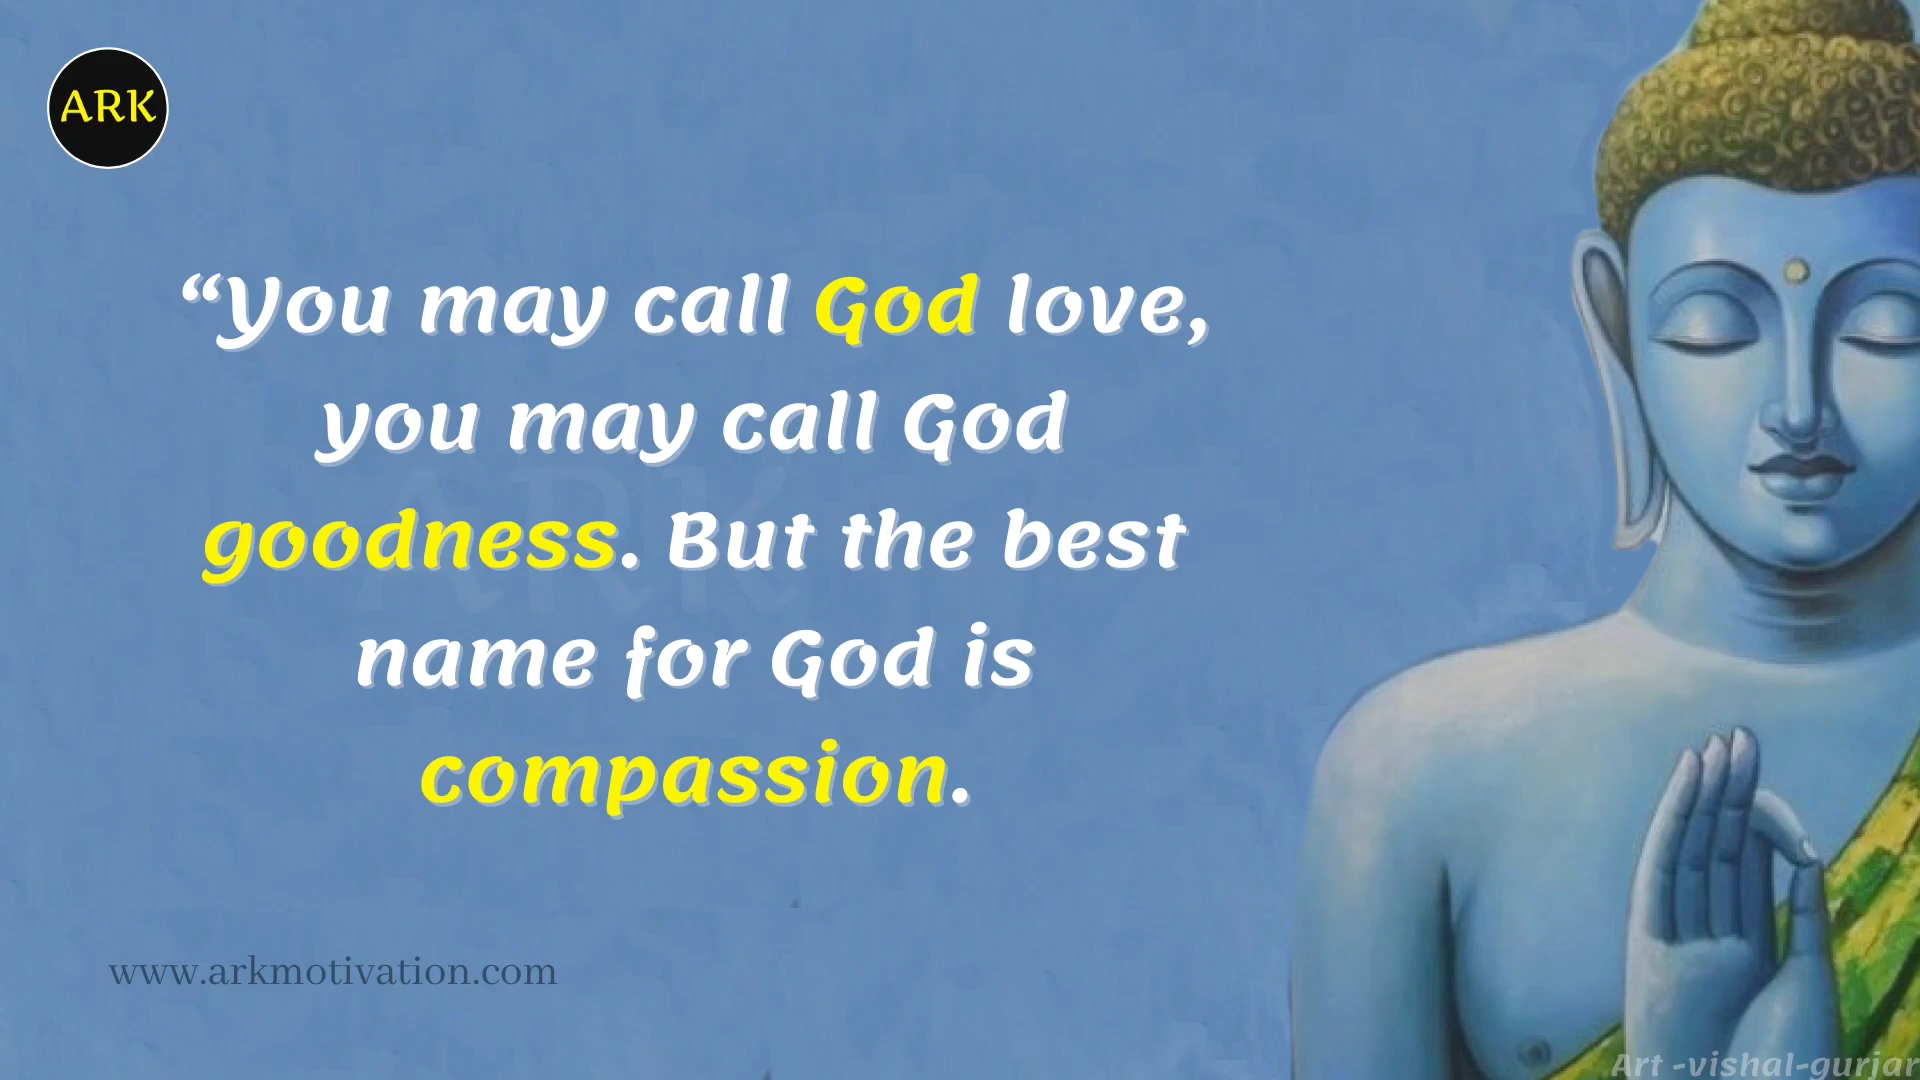 ARK
“You may call God love,
you may call God
goodness. But the best
name for God is
compassion.
ARK
www.arkmotivation.com
Art -vishal-gurjar